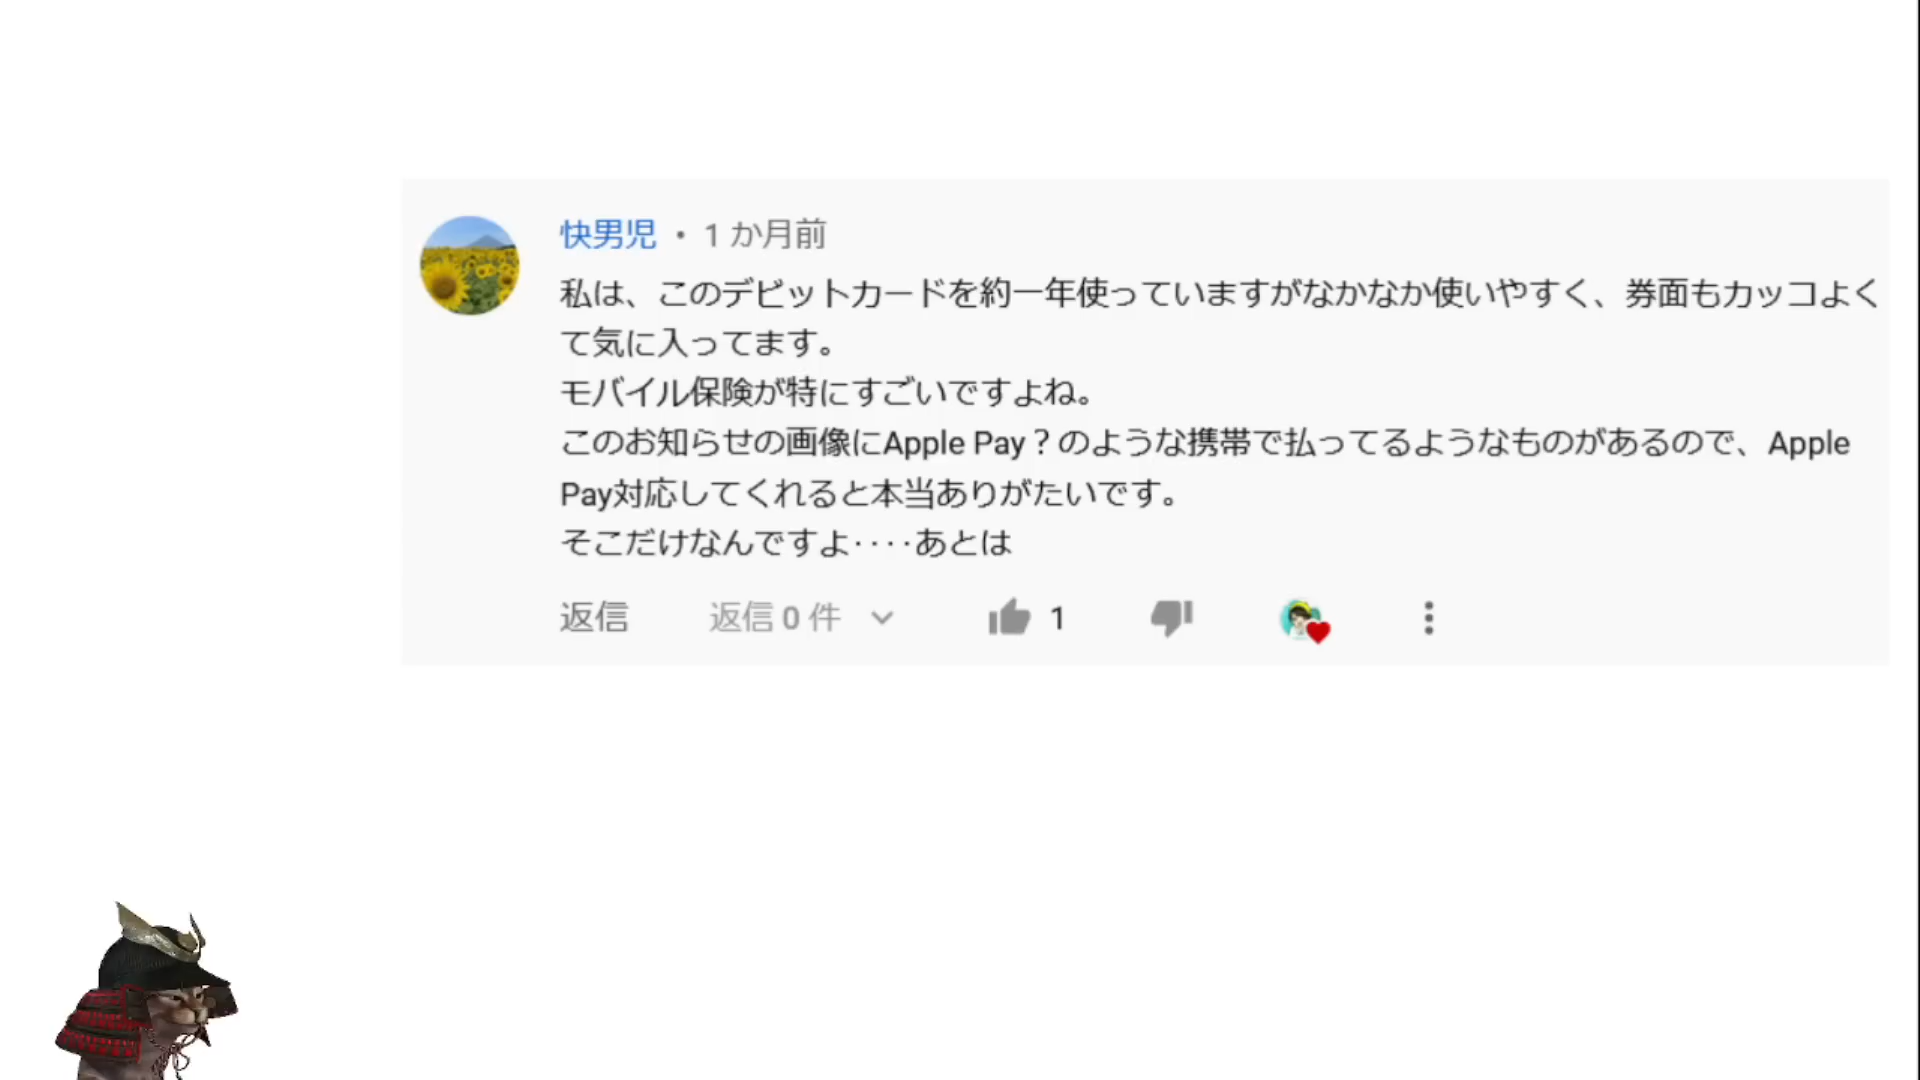 快男児 • 1 か月前
私は、このデビットカードを約一年使っていますがなかなか使いやすく、券面もカッコよく
て気に入ってます。
モバイル保険が特にすごいですよね。
このお知らせの画像にApple Pay？のような携帯で払ってるようなものがあるので、Apple
Pay対応してくれると本当ありがたいです。
そこだけなんですよ････あとは
返信 返信 0 件 1